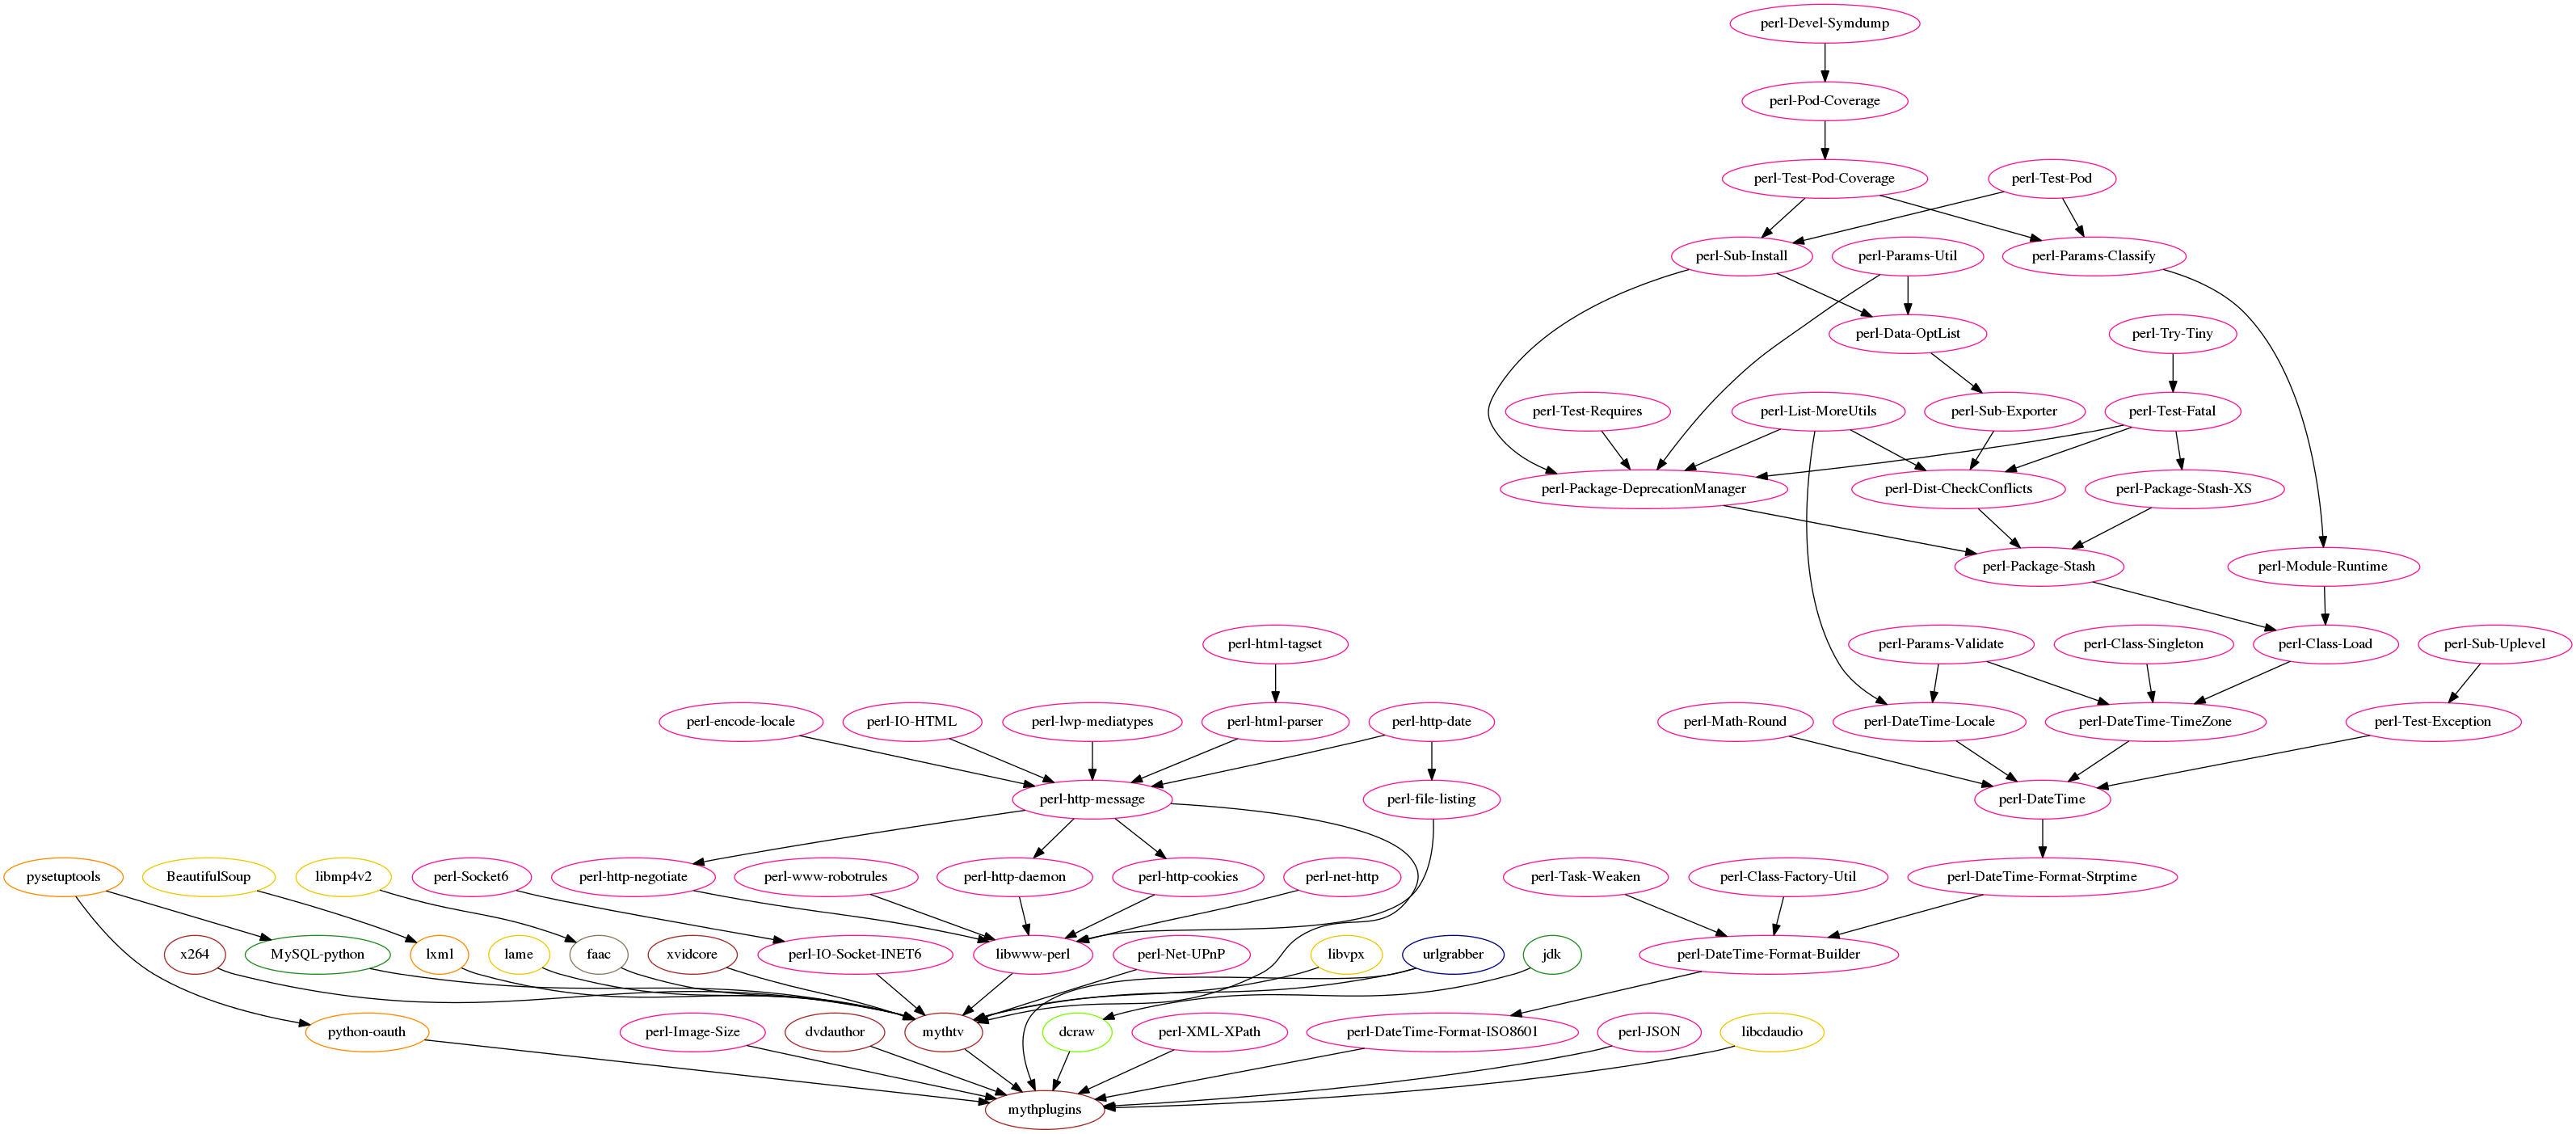 perl-Devel-Symdump
perl-Pod-Coverage
perl-Test-Pod-Coverage
perl-Test-Pod
perl-Sub-Install
perl-Params-Util
perl-Params-Classify
perl-Data-OptList
perl-Try-Tiny
perl-Test-Requires
perl-List-MoreUtils
perl-Sub-Exporter
perl-Test-Fatal
perl-Package-DeprecationManager
perl-Dist-CheckConflicts
perl-Package-Stash-XS
perl-Package-Stash
perl-Module-Runtime
perl-html-tagset
perl-Params-Validate
perl-Class-Singleton
perl-Class-Load
perl-Sub-Uplevel
perl-encode-locale
perl-IO-HTML
perl-lwp-mediatypes
perl-html-parser
perl-http-date
perl-Math-Round
perl-DateTime-Locale
perl-DateTime-TimeZone
perl-Test-Exception
perl-http-message
perl-file-listing
perl-DateTime
pysetuptools
BeautifulSoup
libmp4v2
perl-Socket6
perl-http-negotiate
perl-www-robotrules
perl-http-daemon
perl-http-cookies
perl-net-http
perl-Task-Weaken
perl-Class-Factory-Util
perl-DateTime-Format-Strptime
x264
MySQL-python
lxml
lame
faac
xvidcore
perl-IO-Socket-INET6
libwww-perl
perl-Net-UPnP
libvpx
urlgrabber
jdk
perl-DateTime-Format-Builder
python-oauth
perl-Image-Size
dvdauthor
mythtv
dcraw
perl-XML-XPath
perl-DateTime-Format-ISO8601
perl-JSON
libcdaudio
mythplugins